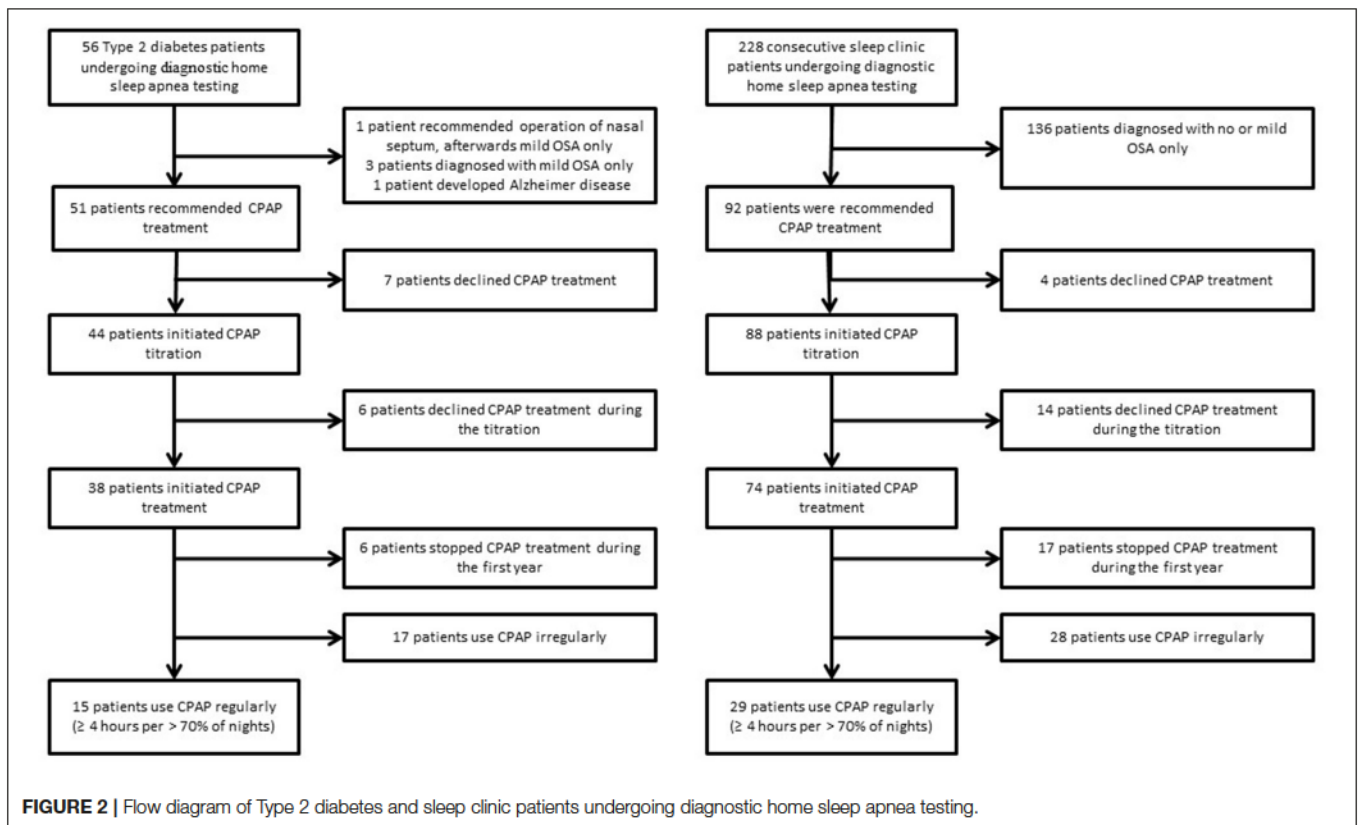 56 Type 2 diabetes patients
undergoing diagnostic home
sleep apnea testing
1 patient recommended operation of nasal
septum, afterwards mild OSA only
3 patients diagnosed with mild OSA only
1 patient developed Alzheimer disease
51 patients recommended CPAP
treatment
7 patients declined CPAP treatment
44 patients initiated CPAP
titration
6 patients declined CPAP treatment during
the titration
38 patients initiated CPAP
treatment
6 patients stopped CPAP treatment during
the first year
17 patients use CPAP irregularly
15 patients use CPAP regularly
(≥ 4 hours per > 70% of nights)
228 consecutive sleep clinic
patients undergoing diagnostic
home sleep apnea testing
136 patients diagnosed with no or mild
OSA only
92 patients were recommended
CPAP treatment
4 patients declined CPAP treatment
88 patients initiated CPAP
titration
14 patients declined CPAP treatment
during the titration
74 patients initiated CPAP
treatment
17 patients stopped CPAP treatment
during the first year
28 patients use CPAP irregularly
29 patients use CPAP regularly
(≥ 4 hours per > 70% of nights)
FIGURE 2 | Flow diagram of Type 2 diabetes and sleep clinic patients undergoing diagnostic home sleep apnea testing.